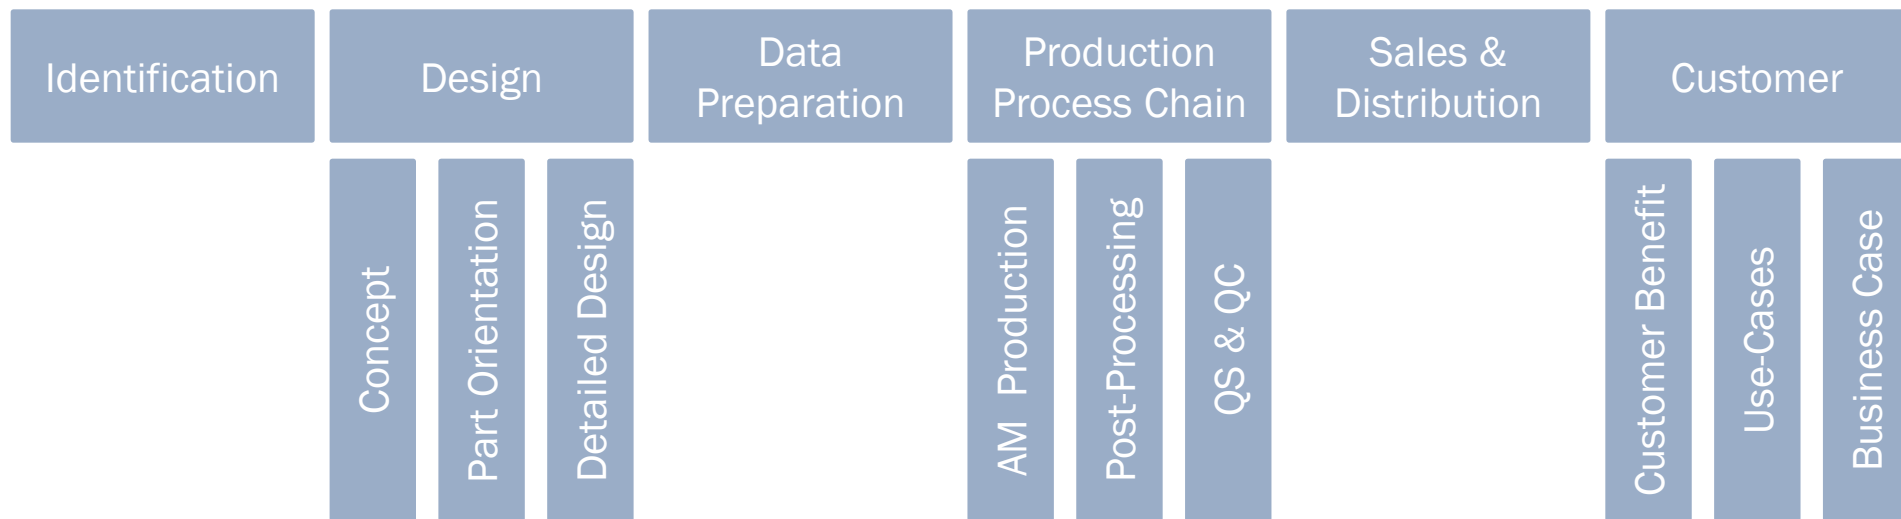 Identification
Design
Data
Preparation
Production
Process Chain
Sales &
Distribution
Customer
Concept
Part Orientation
Detailed Design
AM  Production
Post-Processing
QS & QC
Customer Benefit
Use-Cases
Business Case